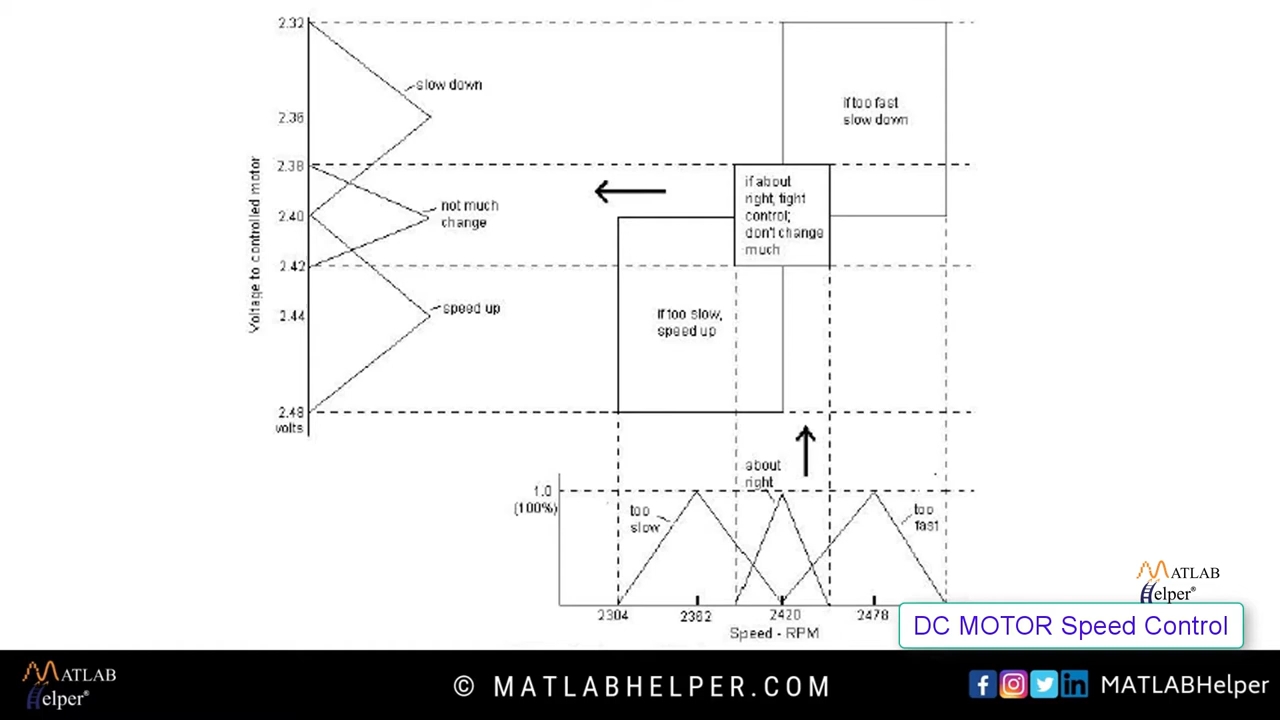 2.32
slow down
2.36
if too fast
slow down
2.38
Voltage to controlled motor
if about
right, tight
control;
don't change
much
not much
change
2.40
2.42
speed up
2.44
if too slow,
speed up
2.48
volts
about
right
1.0
(100%)
too
slow
too
fast
2304
2362
2420
2478
Speed - RPM
MATLAB
Helper®
DC MOTOR Speed Control
MATLAB
Helper®
© MATLABHELPER.COM
MATLABHelper